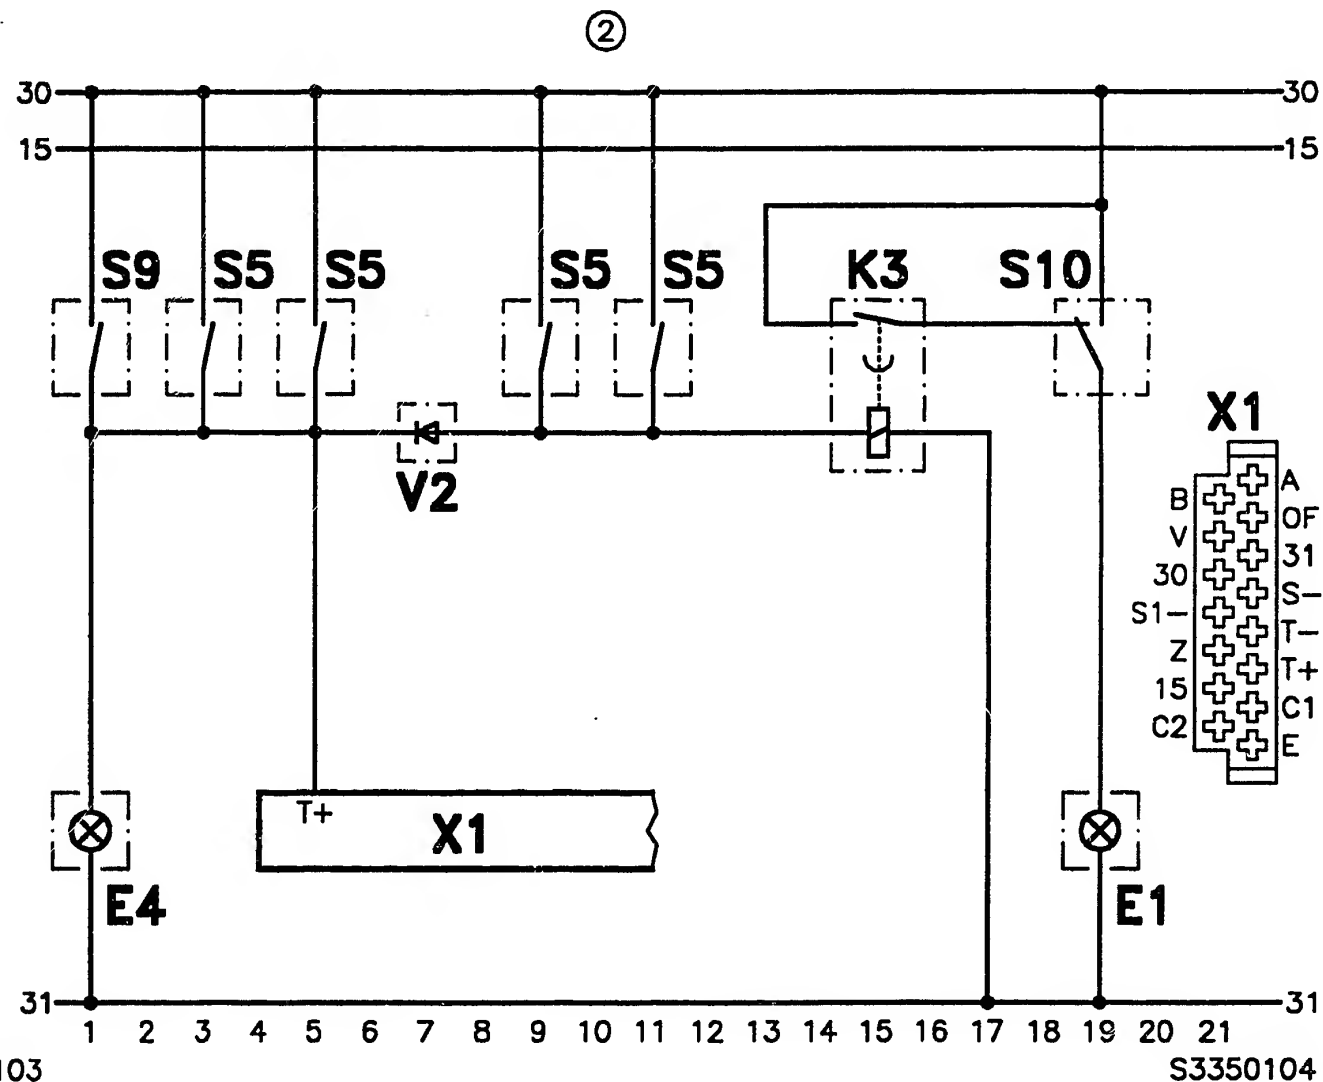 2
30 30
15 15
S9 S5 S5 S5 S5 K3 S10
X1
V2
A
B
OF
V
31
30
S-
S1-
T-
Z
T+
15
C1
C2
E
T+
X1
E4 E1
31 31
1 2 3 4 5 6 7 8 9 10 11 12 13 14 15 16 17 18 19 20 21
103 S3350104